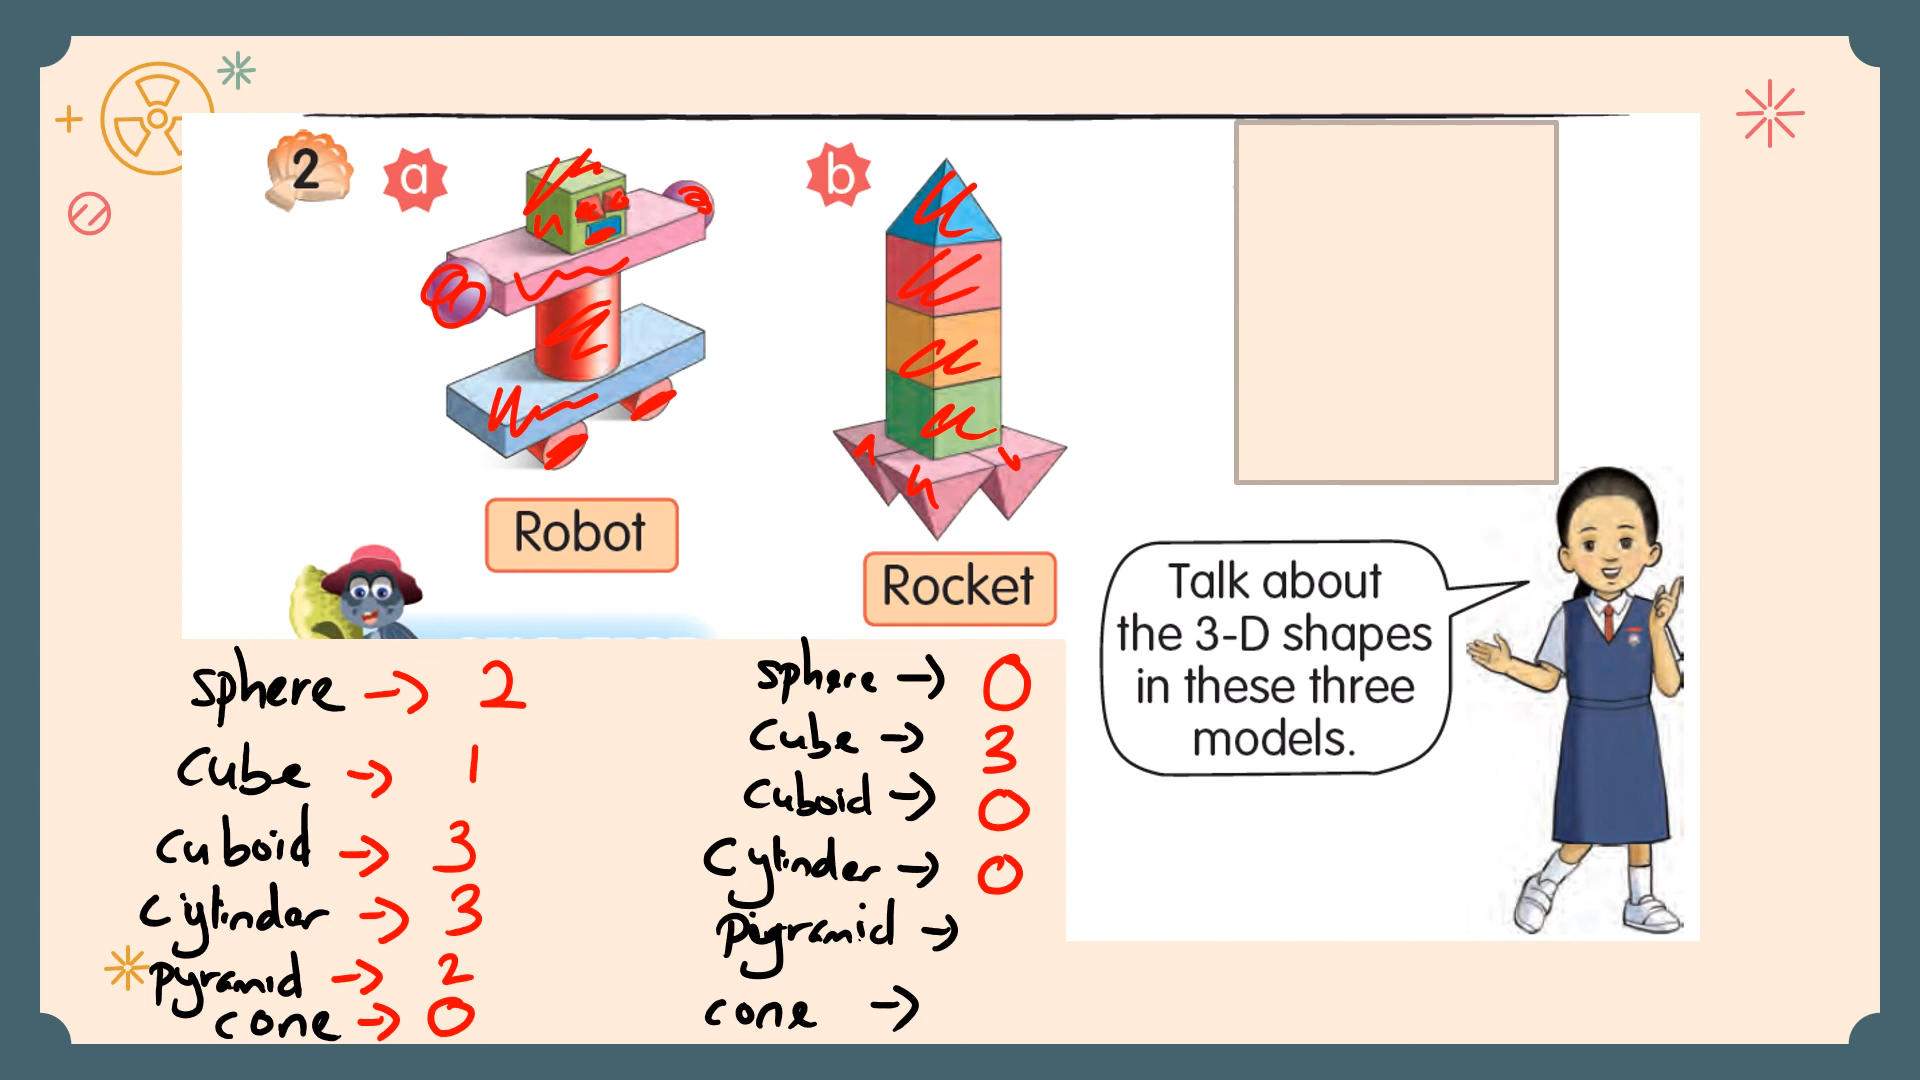 2 a b
Robot
Rocket
Talk about
the 3-D shapes
in these three
models.
sphere → 2
Cube → 1
Cuboid → 3
Cylinder → 3
pyramid → 2
cone → 0
sphere → 0
Cube → 3
Cuboid → 0
Cylinder → 0
pyramid →
cone →